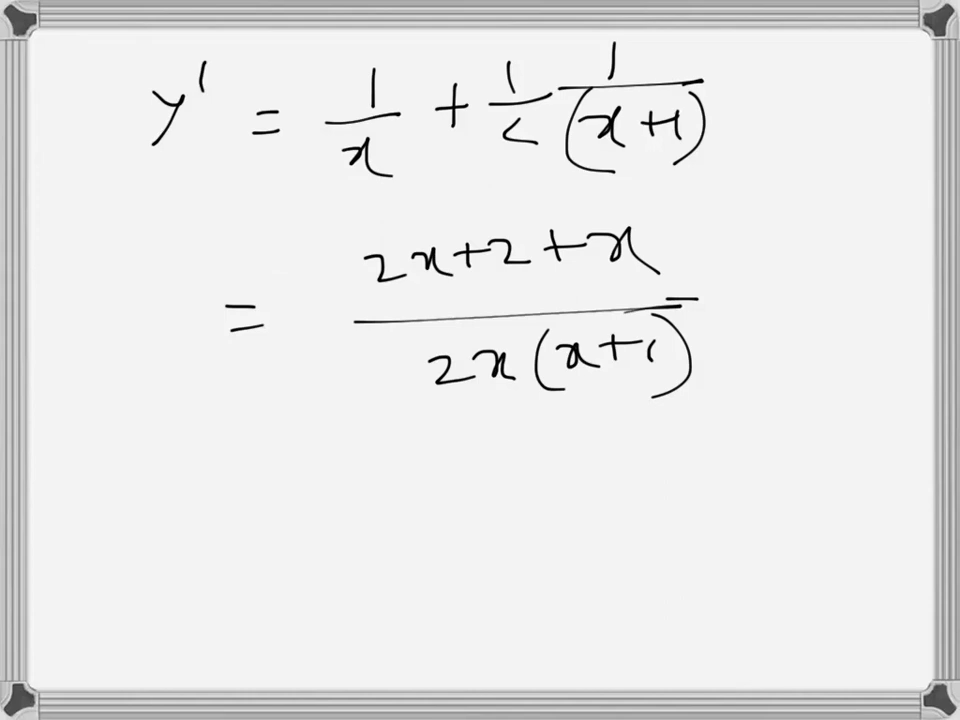 y' = 1/x + 1/2 1/(x+1)
= 2x+2+x / 2x(x+1)